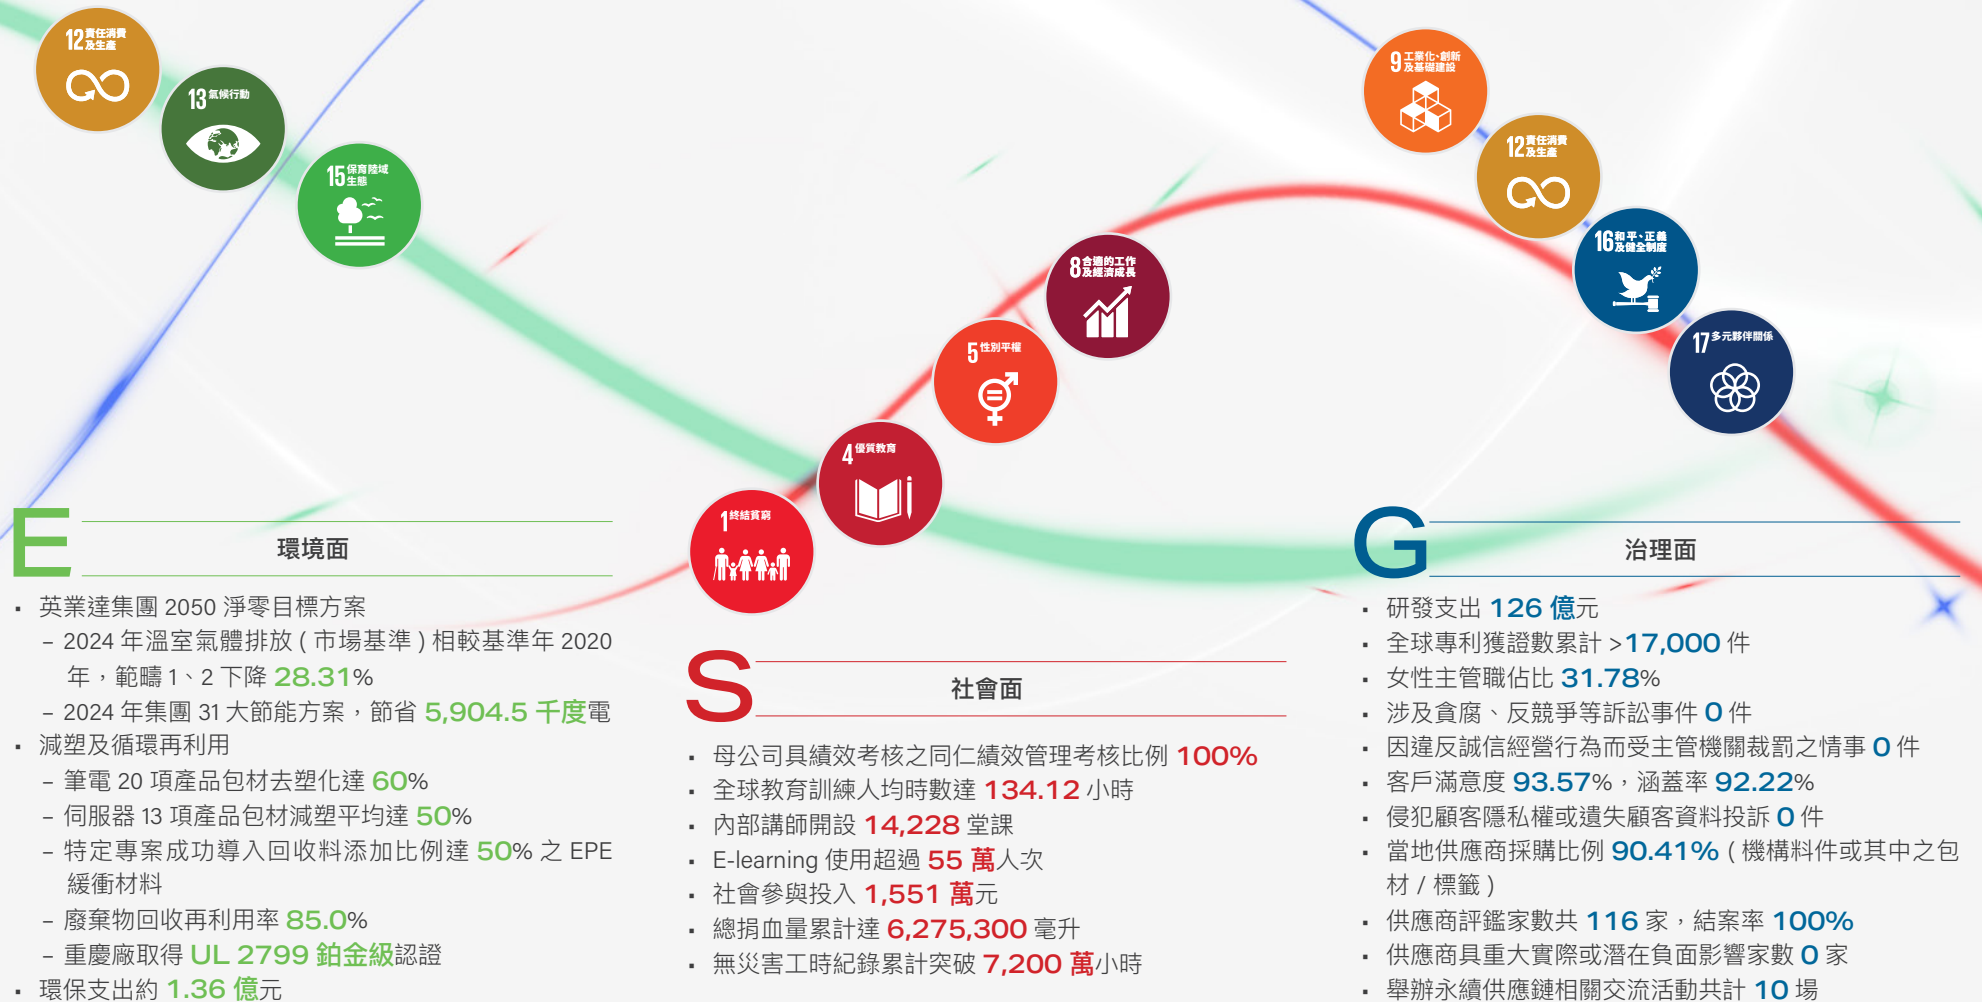 12 責任消費
及生產
13 氣候行動
15 保育陸域
生態
E
環境面
▪ 英業達集團 2050 淨零目標方案
– 2024 年溫室氣體排放 ( 市場基準 ) 相較基準年 2020
年，範疇 1、2 下降 28.31%
– 2024 年集團 31 大節能方案，節省 5,904.5 千度電
▪ 減塑及循環再利用
– 筆電 20 項產品包材去塑化達 60%
– 伺服器 13 項產品包材減塑平均達 50%
– 特定專案成功導入回收料添加比例達 50% 之 EPE
緩衝材料
– 廢棄物回收再利用率 85.0%
– 重慶廠取得 UL 2799 鉑金級認證
▪ 環保支出約 1.36 億元
1 終結貧窮
4 優質教育
5 性別平權
8 合適的工作
及經濟成長
S
社會面
▪ 母公司具績效考核之同仁績效管理考核比例 100%
▪ 全球教育訓練人均時數達 134.12 小時
▪ 內部講師開設 14,228 堂課
▪ E-learning 使用超過 55 萬人次
▪ 社會參與投入 1,551 萬元
▪ 總捐血量累計達 6,275,300 毫升
▪ 無災害工時紀錄累計突破 7,200 萬小時
9 工業化、創新
及基礎建設
12 責任消費
及生產
16 和平、正義
及健全制度
17 多元夥伴關係
G
治理面
▪ 研發支出 126 億元
▪ 全球專利獲證數累計 >17,000 件
▪ 女性主管職佔比 31.78%
▪ 涉及貪腐、反競爭等訴訟事件 0 件
▪ 因違反誠信經營行為而受主管機關裁罰之情事 0 件
▪ 客戶滿意度 93.57%，涵蓋率 92.22%
▪ 侵犯顧客隱私權或遺失顧客資料投訴 0 件
▪ 當地供應商採購比例 90.41% ( 機構料件或其中之包
材 / 標籤 )
▪ 供應商評鑑家數共 116 家，結案率 100%
▪ 供應商具重大實際或潛在負面影響家數 0 家
▪ 舉辦永續供應鏈相關交流活動共計 10 場